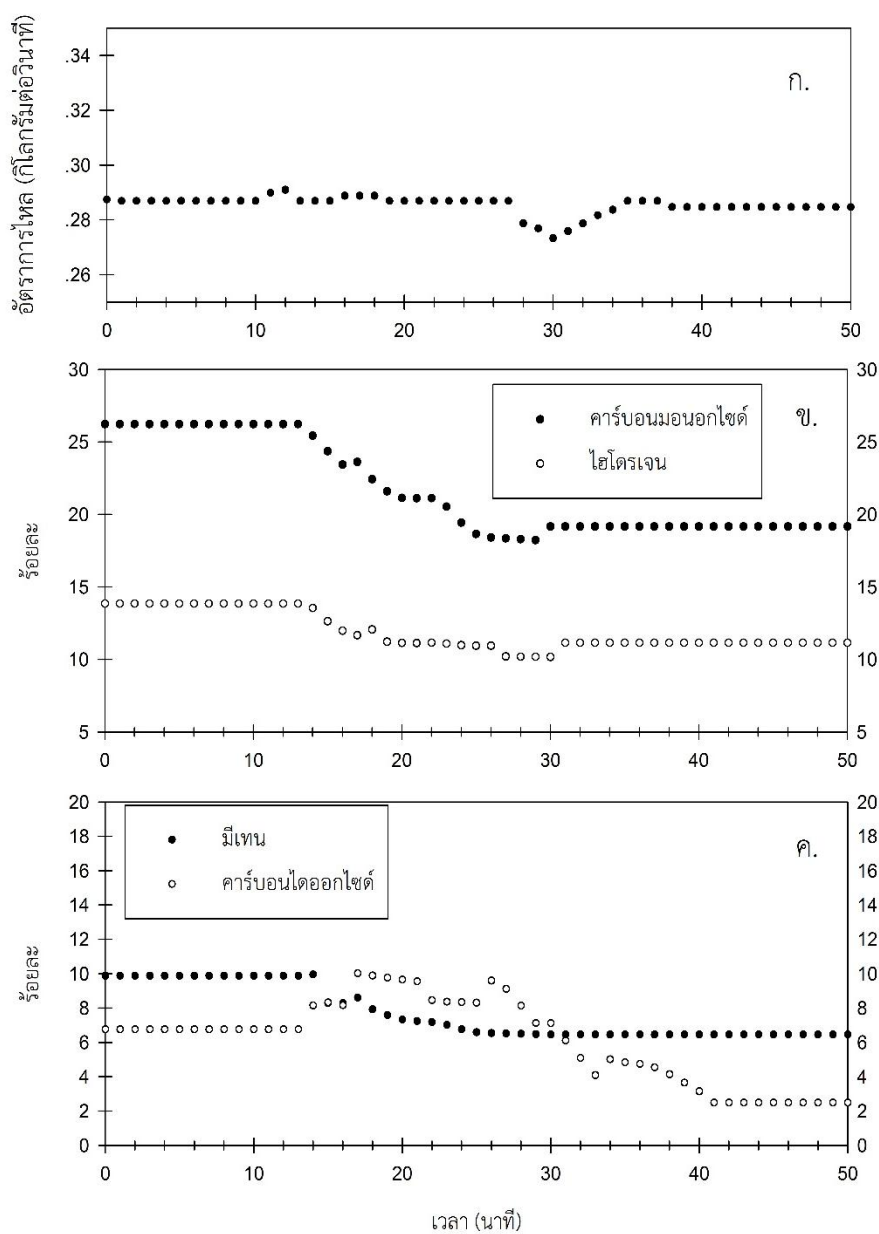 อัตราการไหล (กิโลกรัมต่อวินาที)
ก.
.34
.32
.30
.28
.26
0 10 20 30 40 50
ร้อยละ
ข.
คาร์บอนมอนอกไซด์
ไฮโดรเจน
30 30
25 25
20 20
15 15
10 10
5 5
0 10 20 30 40 50
ร้อยละ
ค.
มีเทน
คาร์บอนไดออกไซด์
20 20
18 18
16 16
14 14
12 12
10 10
8 8
6 6
4 4
2 2
0 0
0 10 20 30 40 50
เวลา (นาที)